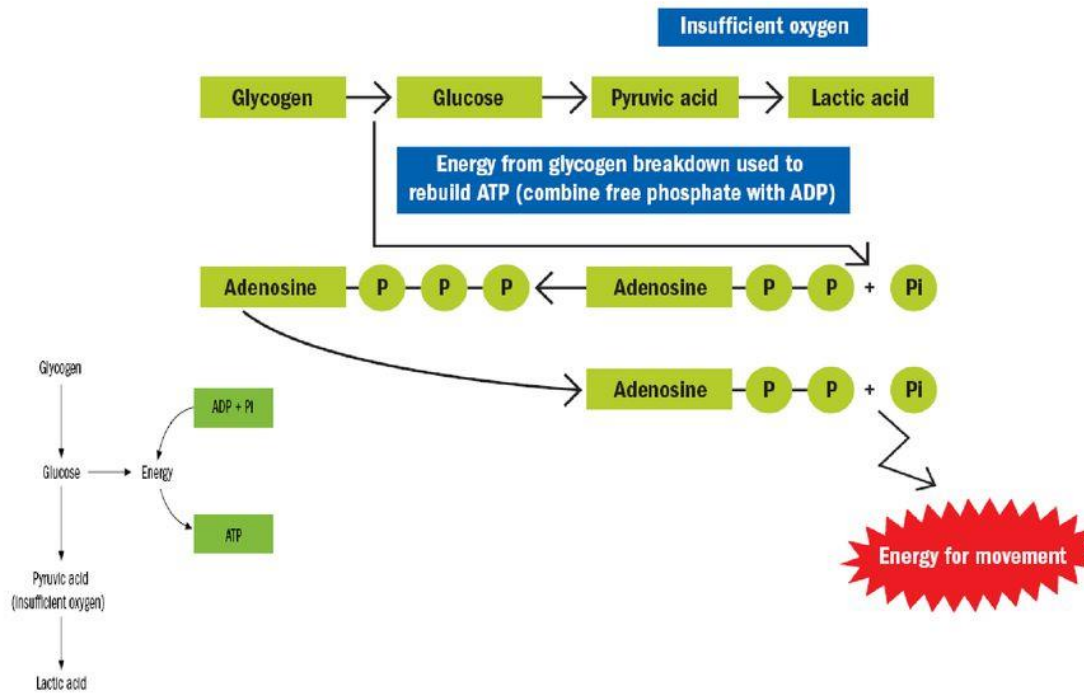 Insufficient oxygen
Glycogen Glucose Pyruvic acid Lactic acid
Energy from glycogen breakdown used to
rebuild ATP (combine free phosphate with ADP)
Adenosine P P P Adenosine P P + Pi
Adenosine P P + Pi
Energy for movement
Glycogen
ADP + Pi
Glucose Energy
ATP
Pyruvic acid
(insufficient oxygen)
Lactic acid